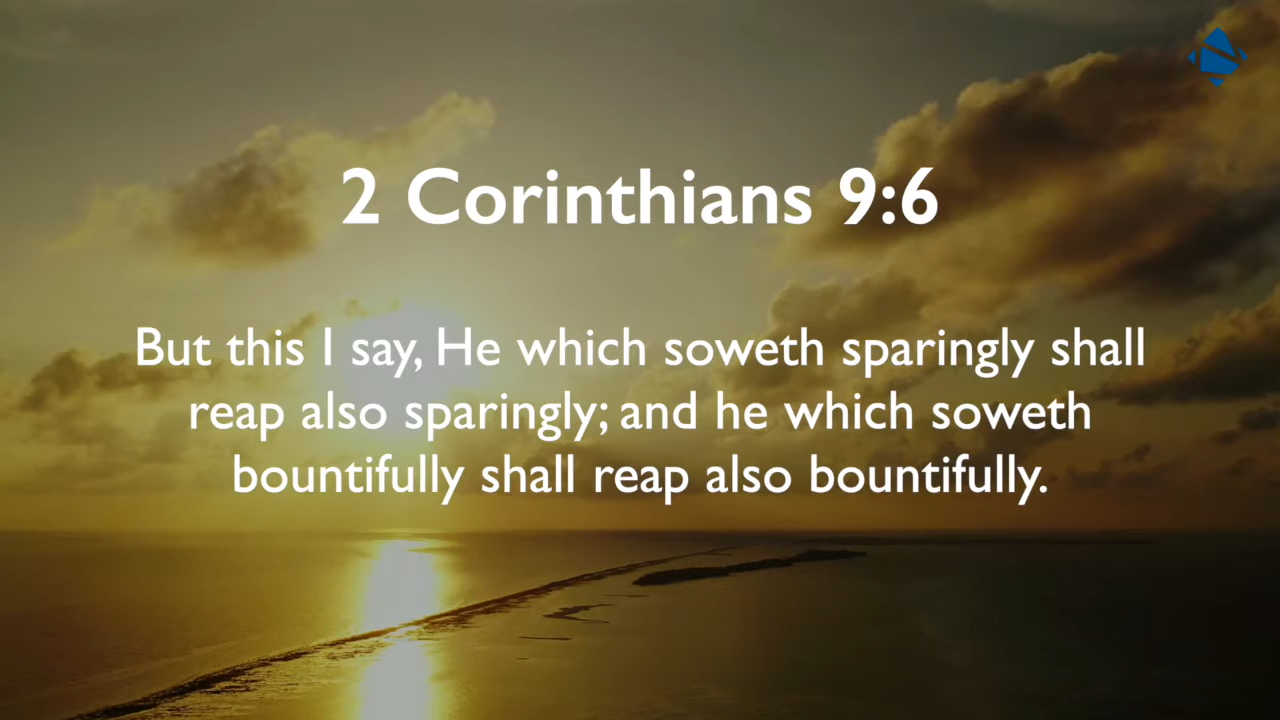 2 Corinthians 9:6
But this I say, He which soweth sparingly shall
reap also sparingly; and he which soweth
bountifully shall reap also bountifully.